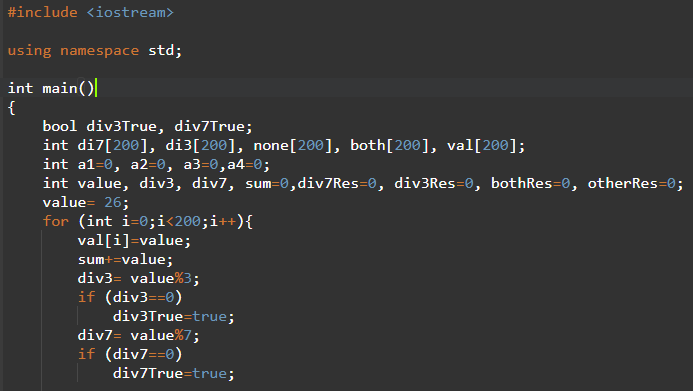 #include <iostream>
using namespace std;
int main()
{
bool div3True, div7True;
int di7[200], di3[200], none[200], both[200], val[200];
int a1=0, a2=0, a3=0,a4=0;
int value, div3, div7, sum=0,div7Res=0, div3Res=0, bothRes=0, otherRes=0;
value= 26;
for (int i=0;i<200;i++){
val[i]=value;
sum+=value;
div3= value%3;
if (div3==0)
div3True=true;
div7= value%7;
if (div7==0)
div7True=true;